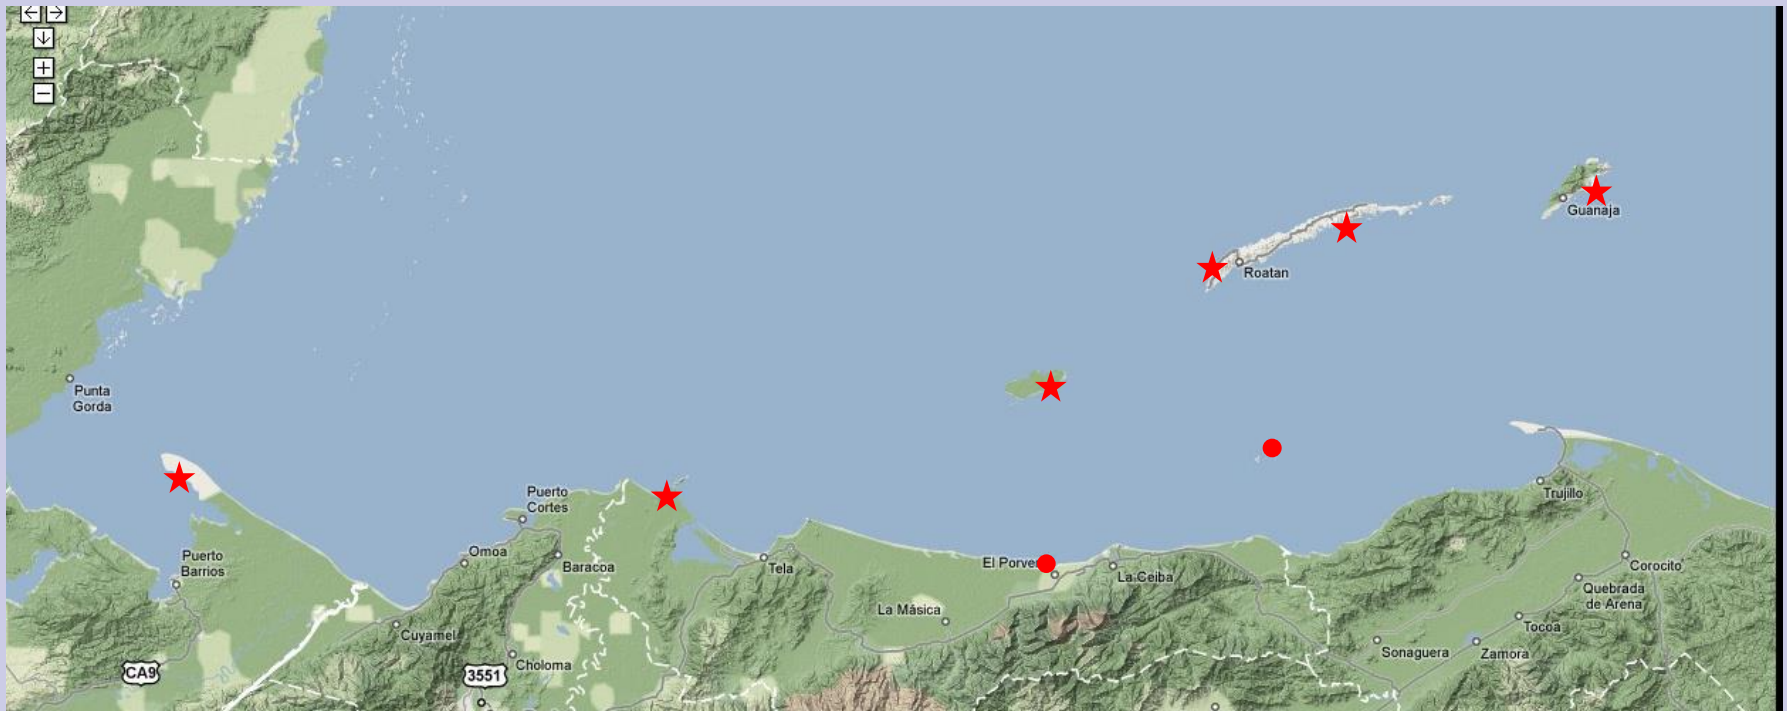 Guanaja
Roatan
Punta
Gorda
Puerto
Cortes
Trujillo
Omoa
Puerto
Barrios
Baracoa
Tela
El Porve
La Ceiba
Corocito
Quebrada
de Arena
La Másica
Tocoa
Cuyamel
Sonaguera
Zamora
Choloma
CA9
3551